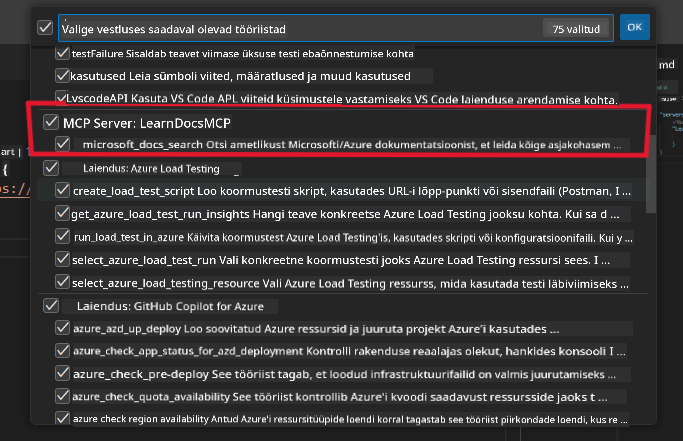 Valige vestluses saadaval olevad tööriistad
75 valitud
OK
testFailure Sisaldab teavet viimase üksuse testi ebaõnnestumise kohta
kasutused Leia sümboli viited, määratlused ja muud kasutused
LvscodeAPI Kasuta VS Code APL viiteid küsimustele vastamiseks VS Code laienduse arendamise kohta.
md
MCP Server: LearnDocsMCP
microsoft_docs_search Otsi ametlikust Microsofti/Azure dokumentatsioonist, et leida kõige asjakohasem ...
art |
{
Laiendus: Azure Load Testing
create_load_test_script Loo koormustesti skript, kasutades URL-i lõpp-punkti või sisendfaili (Postman, I ...
get_azure_load_test_run_insights Hangi teave konkreetse Azure Load Testing jooksu kohta. Kui sa d ...
run_load_test_in_azure Käivita koormustest Azure Load Testing'is, kasutades skripti või konfiguratsioonifaili. Kui y ...
select_azure_load_test_run Vali konkreetne koormustesti jooks Azure Load Testing ressursi sees. I ...
select_azure_load_testing_resource Vali Azure Load Testing ressurss, mida kasutada testi läbiviimiseks ...
Laiendus: GitHub Copilot for Azure
azure_azd_up_deploy Loo soovitatud Azure ressursid ja juuruta projekt Azure'i kasutades ...
azure_check_app_status_for_azd_deployment Kontrolli rakenduse reaalajas olekut, hankides konsooli I ...
azure_check_pre-deploy See tööriist tagab, et loodud infrastruktuurifailid on valmis juurutamiseks ...
azure_check_quota_availability See tööriist kontrollib Azure'i kvoodi saadavust ressursside jaoks t ...
azure check region availability Antud Azure'i ressursitüüpide loendi korral tagastab see tööriist piirkondade loendi, kus re ...